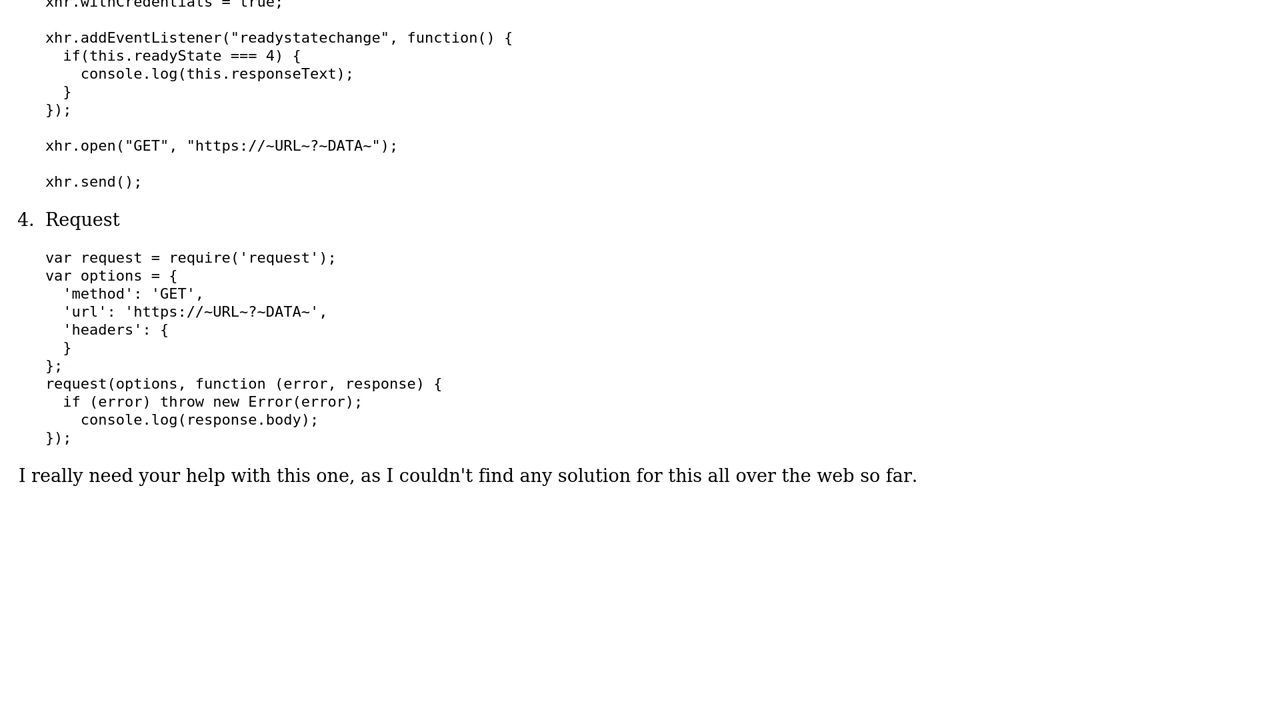 xhr.withCredentials = true;
xhr.addEventListener("readystatechange", function() {
  if(this.readyState === 4) {
    console.log(this.responseText);
  }
});
xhr.open("GET", "https://~URL~?~DATA~");
xhr.send();
4. Request
var request = require('request');
var options = {
  'method': 'GET',
  'url': 'https://~URL~?~DATA~',
  'headers': {
  }
};
request(options, function (error, response) {
  if (error) throw new Error(error);
    console.log(response.body);
});
I really need your help with this one, as I couldn't find any solution for this all over the web so far.